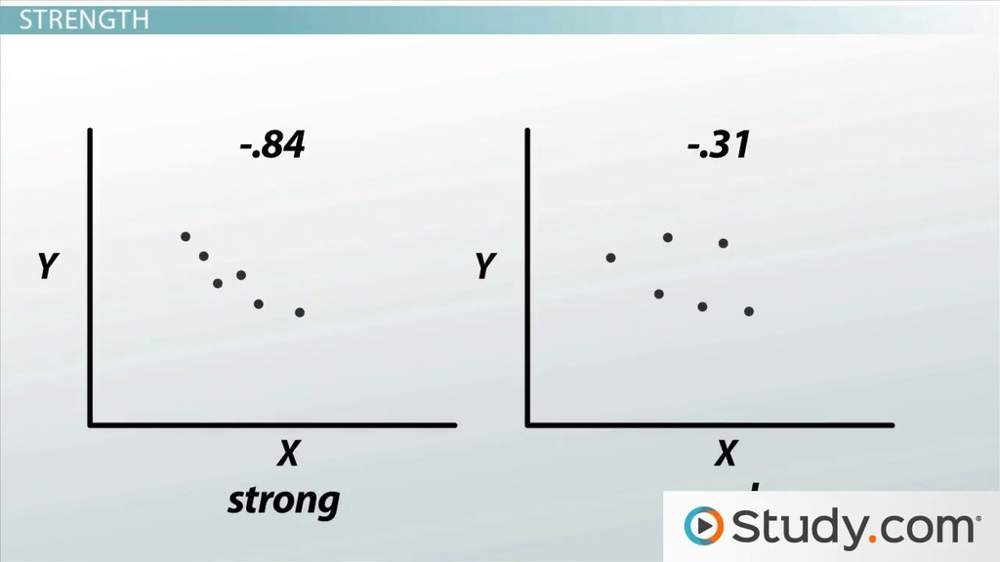 STRENGTH
-.84
-.31
Y
Y
X
X
strong
Study.com®